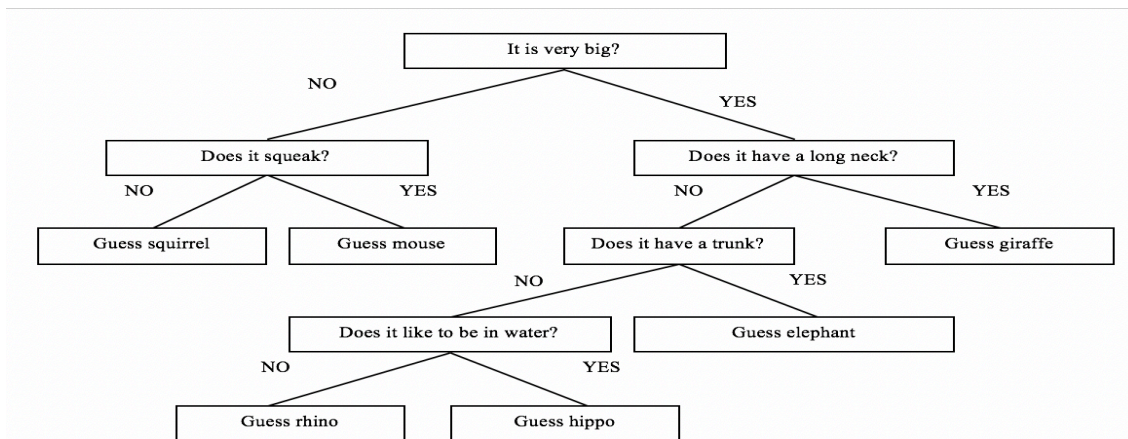 It is very big?
NO
YES
Does it squeak?
Does it have a long neck?
NO
YES
NO
YES
Guess squirrel
Guess mouse
Does it have a trunk?
Guess giraffe
NO
YES
Does it like to be in water?
Guess elephant
NO
YES
Guess rhino
Guess hippo